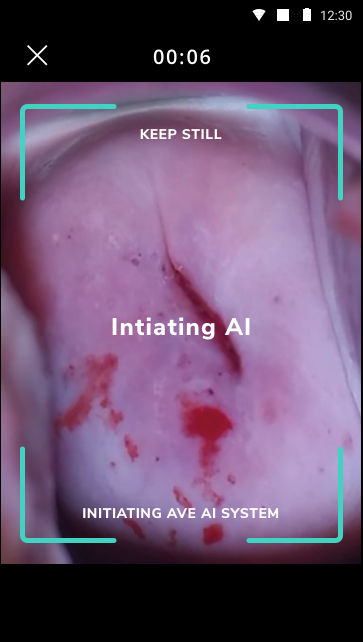 12:30
00:06
KEEP STILL
Intiating AI
INITIATING AVE AI SYSTEM